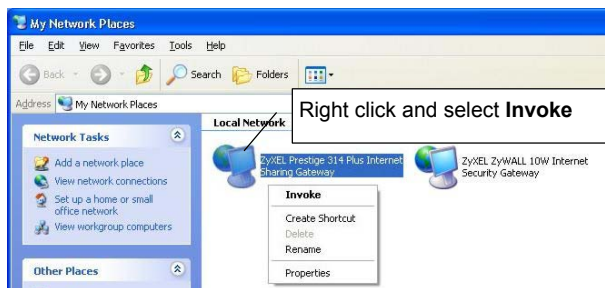 My Network Places
File Edit View Favorites Tools Help
Back Search Folders
Address My Network Places
Right click and select Invoke
Local Network
Network Tasks
Add a network place
View network connections
Set up a home or small
office network
View workgroup computers
Other Places
ZyXEL Prestige 314 Plus Internet
Sharing Gateway
ZyXEL ZyWALL 10W Internet
Security Gateway
Invoke
Create Shortcut
Delete
Rename
Properties